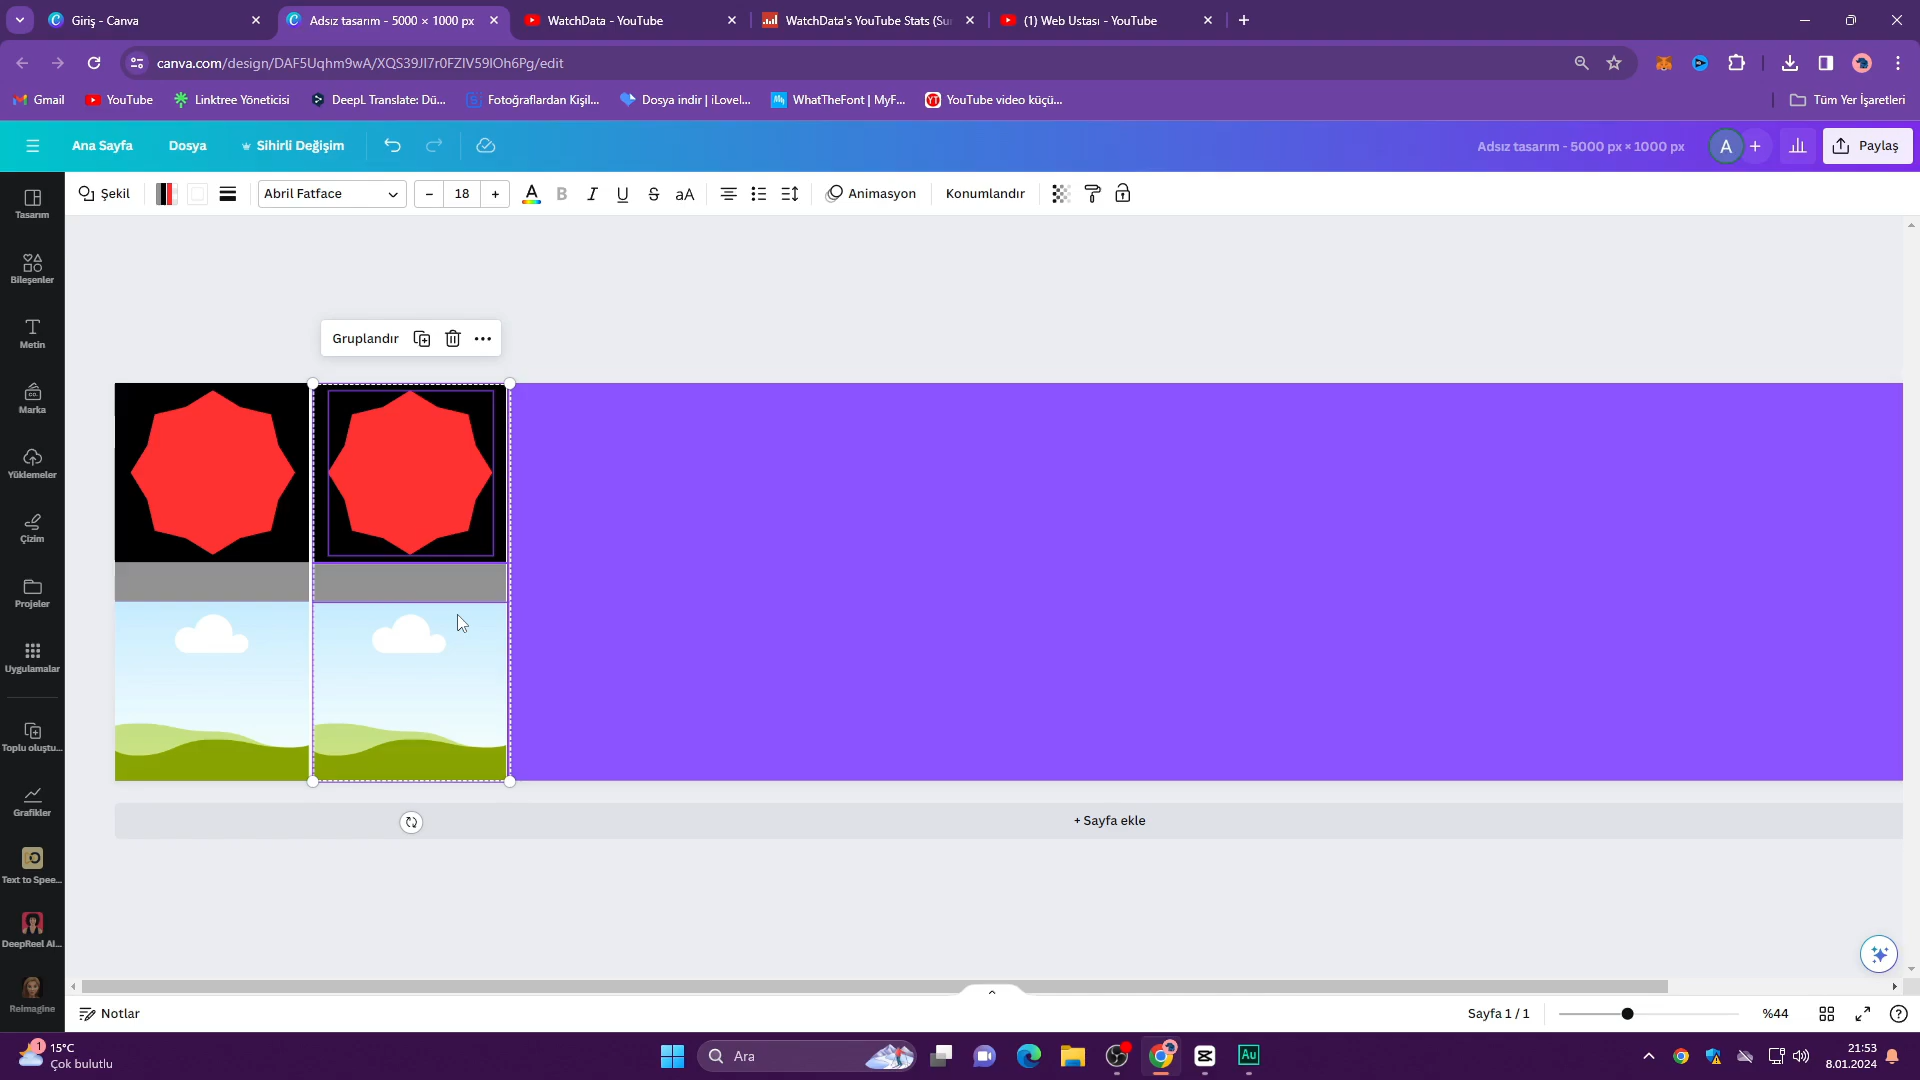 Giriş - Canva
Adsız tasarım - 5000 × 1000 px
WatchData - YouTube
WatchData's YouTube Stats (Su
(1) Web Ustası - YouTube
canva.com/design/DAF5Uqhm9wA/XQS39JI7r0FZIV59IOh6Pg/edit
Gmail
YouTube
Linktree Yöneticisi
DeepL Translate: Dü...
Fotoğraflardan Kişil...
Dosya indir | iLovel...
WhatTheFont | MyF...
YouTube video küçü...
Tüm Yer İşaretleri
Ana Sayfa
Dosya
Sihirli Değişim
Adsız tasarım - 5000 px × 1000 px
A
Paylaş
Şekil
Abril Fatface
18
A
B
I
U
S
aA
Animasyon
Konumlandır
Tasarım
Bileşenler
Metin
Marka
Yüklemeler
Çizim
Projeler
Uygulamalar
Toplu oluştu...
Grafikler
Text to Spee...
DeepReel AI...
Reimagine
Gruplandır
+ Sayfa ekle
Notlar
Sayfa 1 / 1
%44
1
15°C
Çok bulutlu
Ara
Au
21:53
8.01.2024